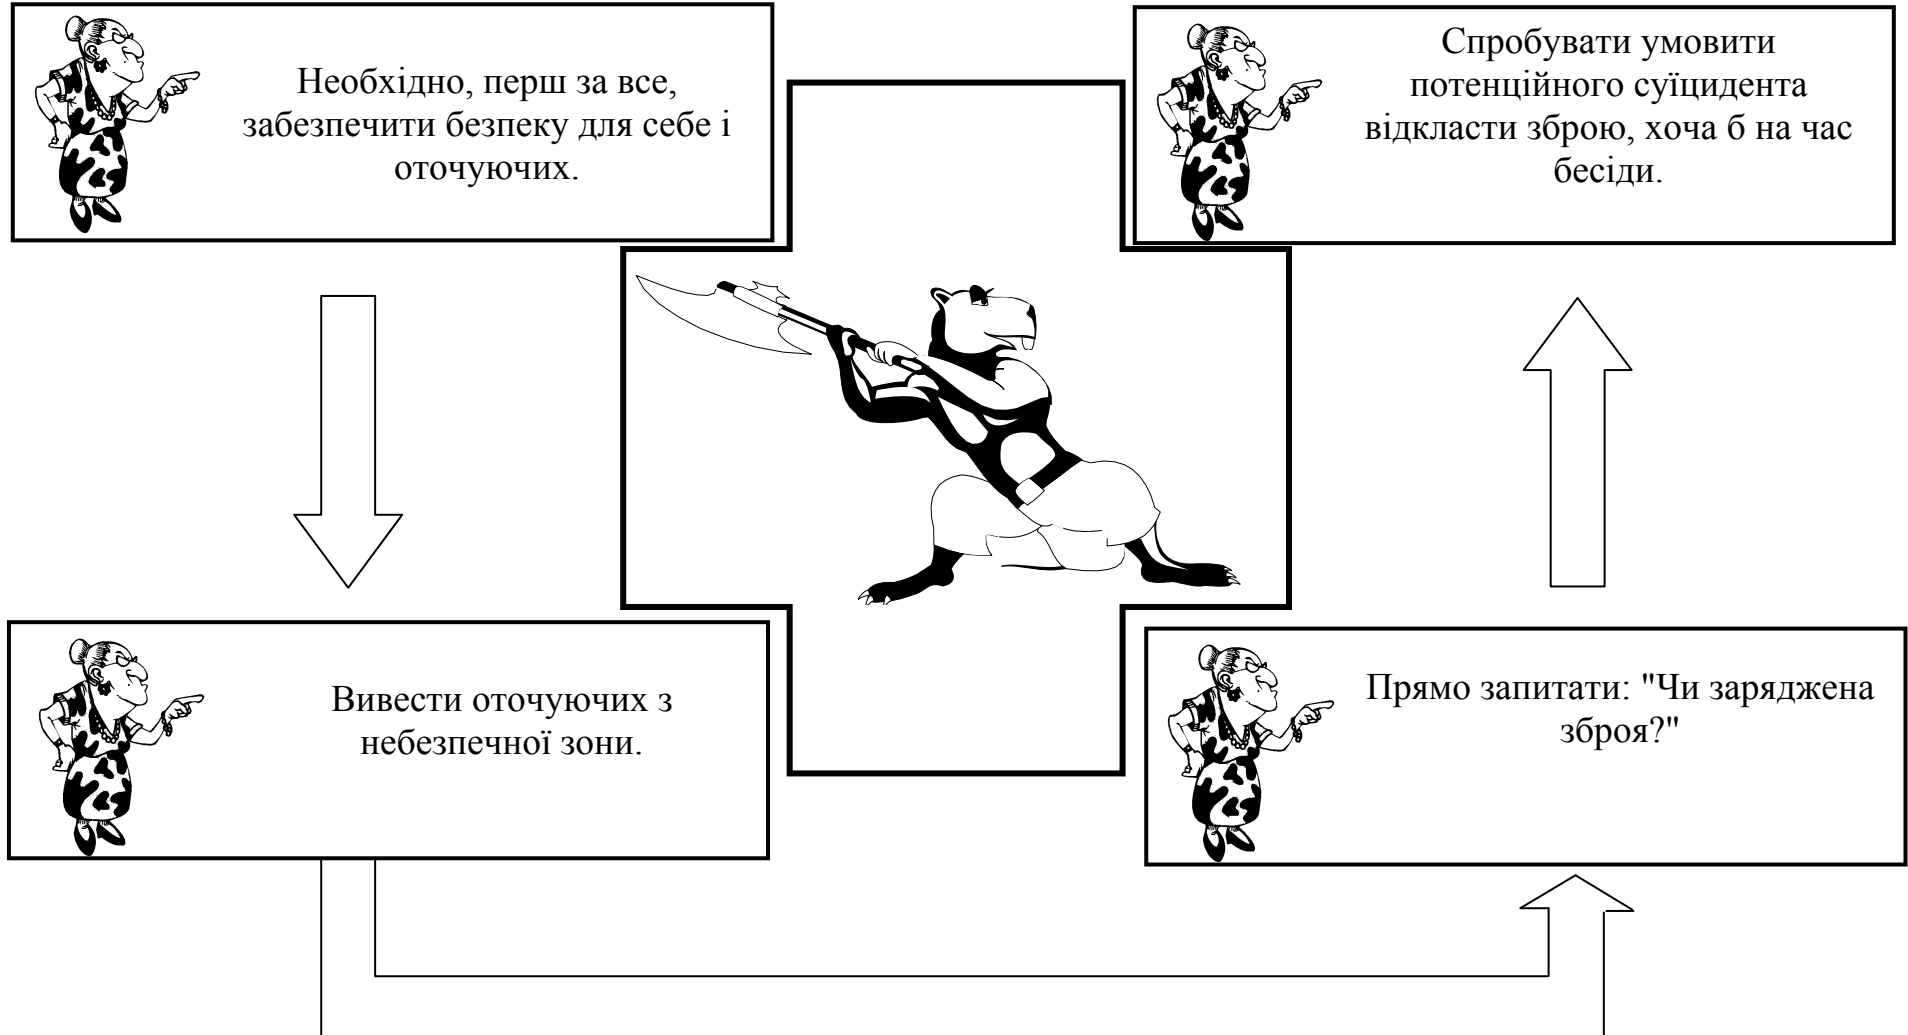 Необхідно, перш за все,
забезпечити безпеку для себе і
оточуючих.
Спробувати умовити
потенційного суїцидента
відкласти зброю, хоча б на час
бесіди.
Вивести оточуючих з
небезпечної зони.
Прямо запитати: "Чи заряджена
зброя?"